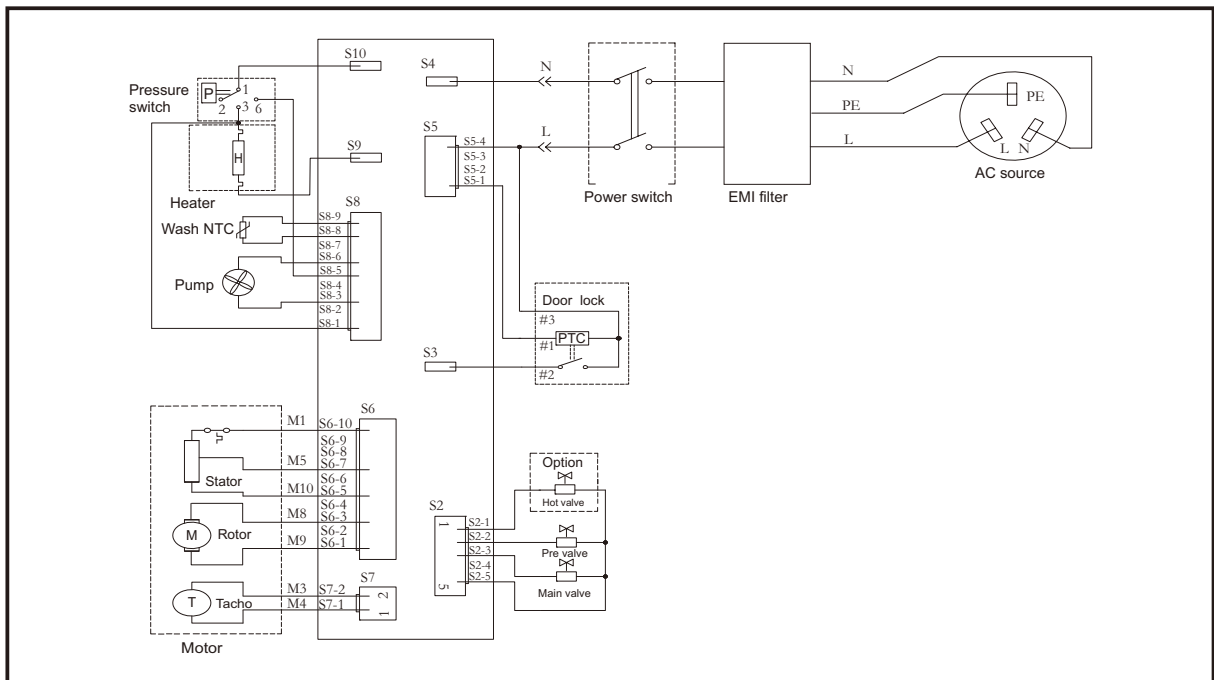 S10
S4
N
N
Pressure
switch
P
1
2
3
6
PE
PE
S5
S5-4
S5-3
S5-2
S5-1
L
L
L
N
H
S9
Heater
Power switch
EMI filter
AC source
S8
Wash NTC
S8-9
S8-8
S8-7
S8-6
S8-5
S8-4
S8-3
S8-2
S8-1
Pump
Door lock
#3
PTC
#1
#2
S3
S6
M1
S6-10
S6-9
S6-8
M5
S6-7
Stator
S6-6
M10
S6-5
S6-4
M8
S6-3
M
Rotor
S6-2
M9
S6-1
S7
M3
S7-2
2
T
Tacho
M4
S7-1
1
Motor
Option
Hot valve
S2
1
S2-1
S2-2
Pre valve
S2-3
S2-4
S2-5
5
Main valve